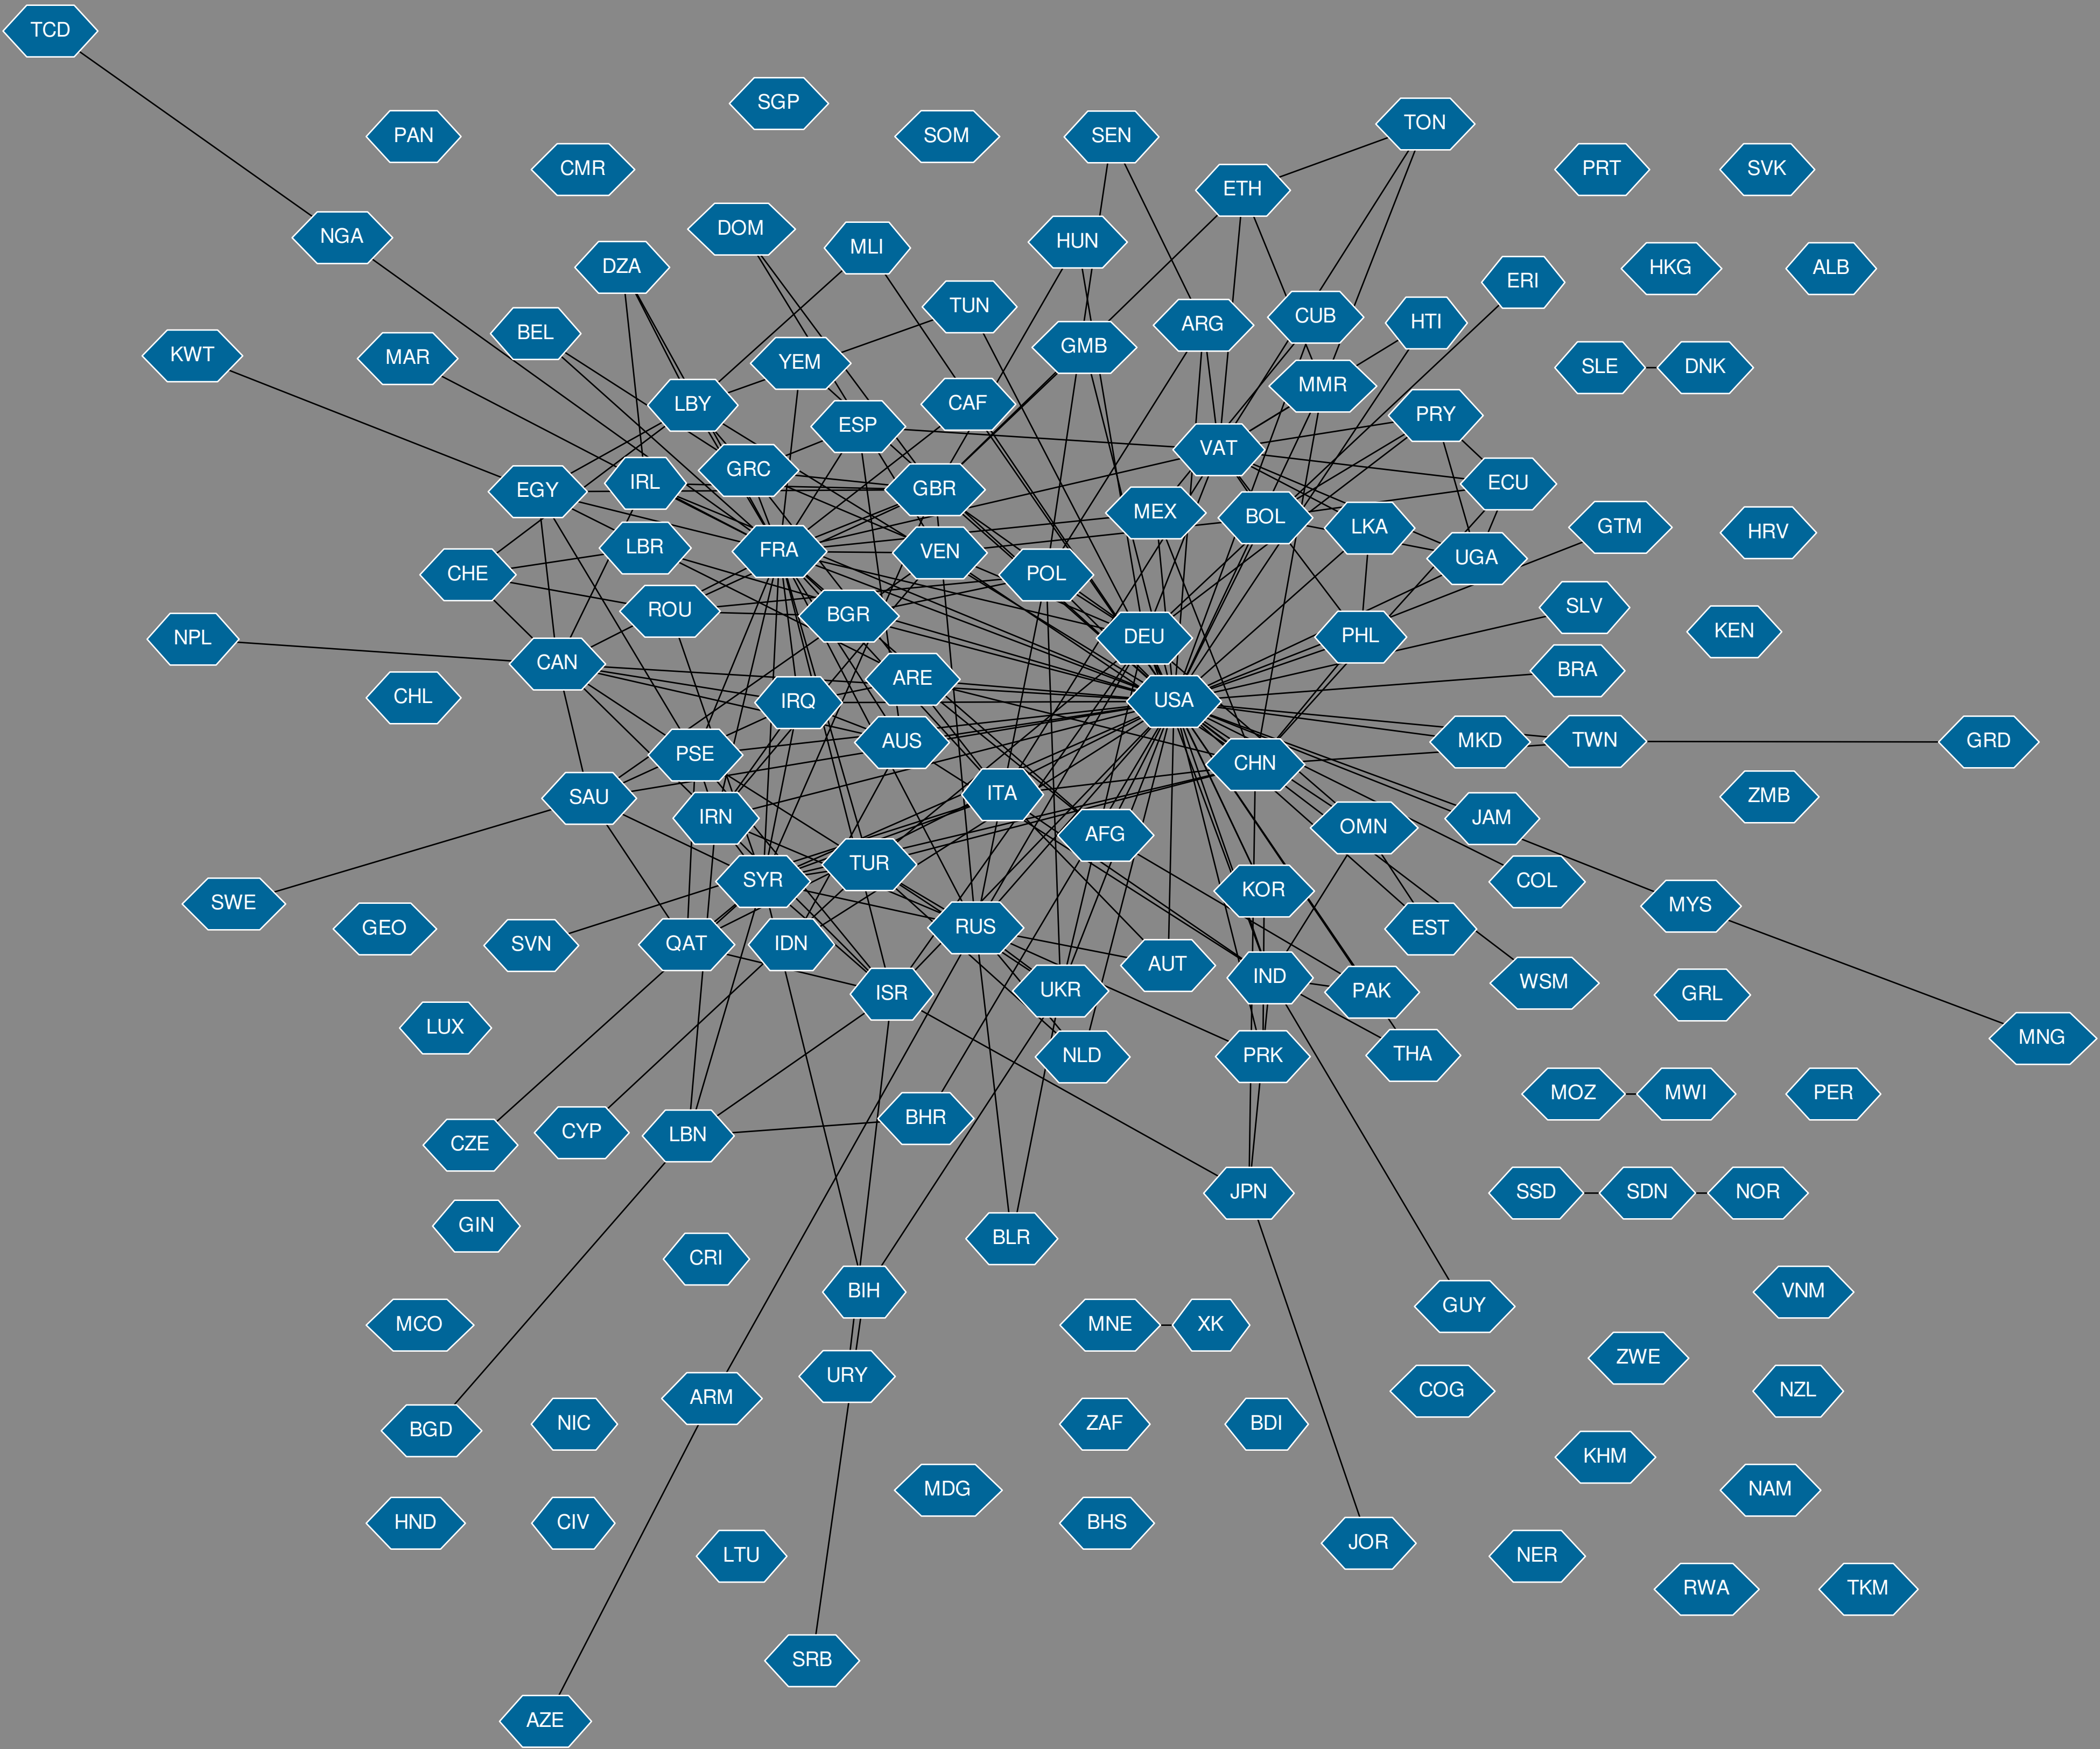 TCD
SGP
PAN
SOM
SEN
TON
CMR
PRT
SVK
ETH
DOM
NGA
HUN
MLI
DZA
HKG
ALB
ERI
TUN
CUB
HTI
ARG
BEL
GMB
KWT
MAR
YEM
SLE
DNK
MMR
LBY
CAF
PRY
ESP
VAT
GRC
IRL
ECU
EGY
GBR
MEX
BOL
LKA
GTM
HRV
LBR
FRA
VEN
UGA
CHE
POL
SLV
ROU
BGR
KEN
NPL
DEU
PHL
CAN
BRA
ARE
CHL
IRQ
USA
AUS
MKD
TWN
GRD
PSE
CHN
SAU
ITA
ZMB
IRN
JAM
OMN
AFG
TUR
SYR
COL
KOR
SWE
MYS
GEO
RUS
EST
SVN
QAT
IDN
AUT
IND
WSM
ISR
UKR
PAK
GRL
LUX
MNG
NLD
PRK
THA
MOZ
MWI
PER
BHR
CYP
LBN
CZE
JPN
SSD
SDN
NOR
GIN
BLR
CRI
BIH
VNM
GUY
MCO
MNE
XK
ZWE
URY
COG
NZL
ARM
NIC
ZAF
BDI
BGD
KHM
MDG
NAM
HND
CIV
BHS
JOR
LTU
NER
RWA
TKM
SRB
AZE